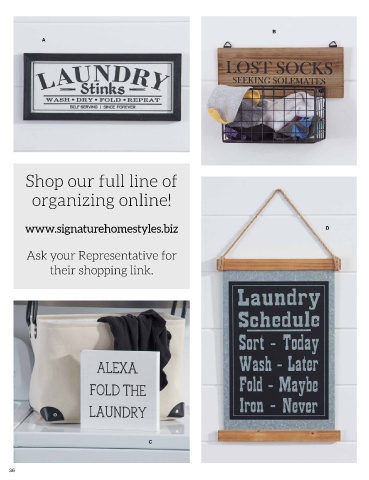 A
LAUNDRY
Stinks
WASH • DRY • FOLD • REPEAT
SELF SERVING | SINCE FOREVER
B
LOST SOCKS
SEEKING SOLEMATES
Shop our full line of
organizing online!
www.signaturehomestyles.biz
Ask your Representative for
their shopping link.
D
Laundry
Schedule
Sort - Today
Wash - Later
Fold - Maybe
Iron - Never
ALEXA,
FOLD THE
LAUNDRY
C
36